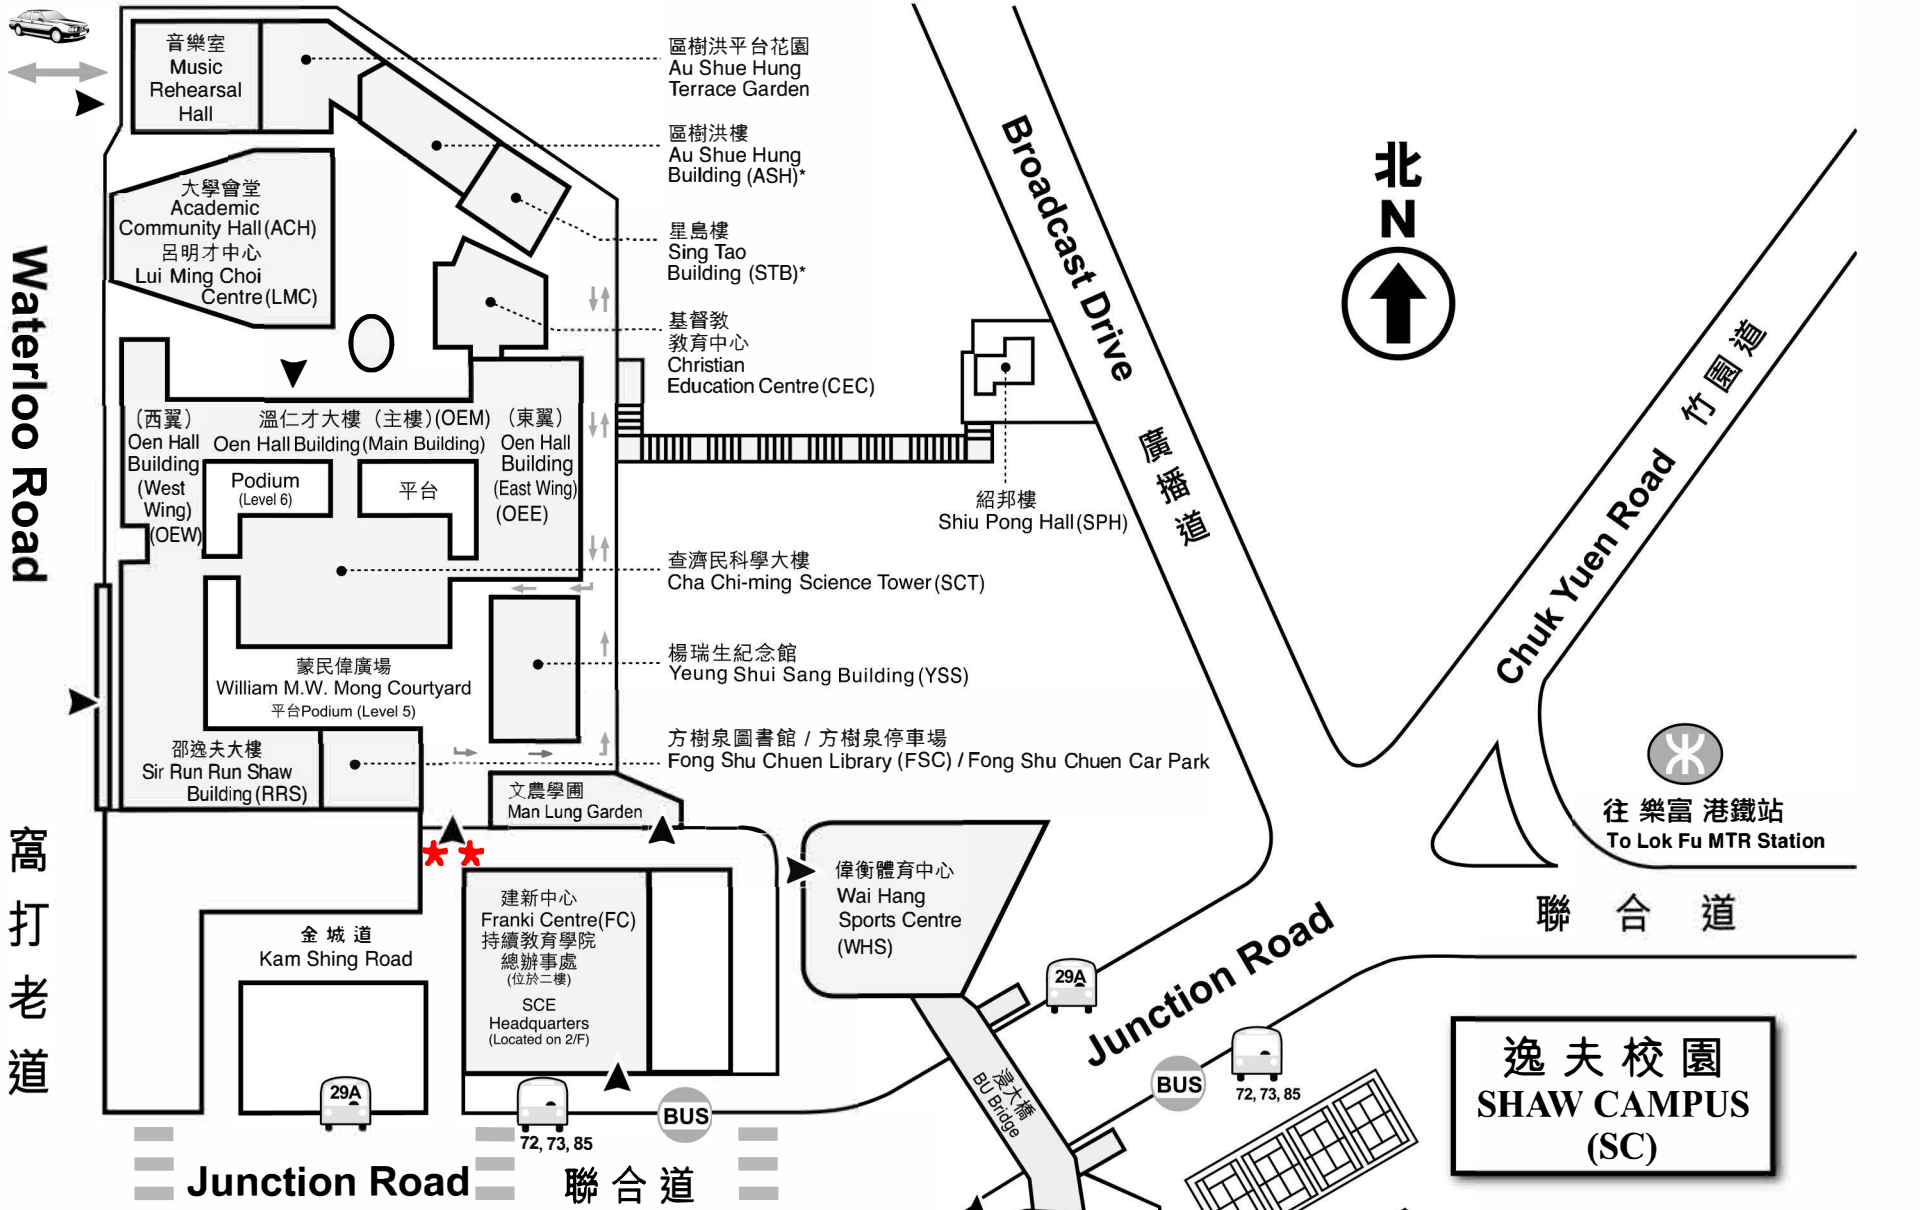 音樂室
Music
Rehearsal
Hall
區樹洪平台花園
Au Shue Hung
Terrace Garden
區樹洪樓
Au Shue Hung
Building (ASH)*
大學會堂
Academic
Community Hall (ACH)
呂明才中心
Lui Ming Choi
Centre (LMC)
星島樓
Sing Tao
Building (STB)*
基督教
教育中心
Christian
Education Centre (CEC)
Waterloo Road
窩打老道
Broadcast Drive
廣播道
北
N
Chuk Yuen Road
竹園道
(西翼)
Oen Hall
Building
(West
Wing)
(OEW)
溫仁才大樓 (主樓) (OEM)
Oen Hall Building (Main Building)
(東翼)
Oen Hall
Building
(East Wing)
(OEE)
Podium
(Level 6)
平台
紹邦樓
Shiu Pong Hall (SPH)
查濟民科學大樓
Cha Chi-ming Science Tower (SCT)
楊瑞生紀念館
Yeung Shui Sang Building (YSS)
蒙民偉廣場
William M.W. Mong Courtyard
平台Podium (Level 5)
邵逸夫大樓
Sir Run Run Shaw
Building (RRS)
方樹泉圖書館 / 方樹泉停車場
Fong Shu Chuen Library (FSC) / Fong Shu Chuen Car Park
文農學圃
Man Lung Garden
往 樂富 港鐵站
To Lok Fu MTR Station
偉衡體育中心
Wai Hang
Sports Centre
(WHS)
建新中心
Franki Centre (FC)
持續教育學院
總辦事處
(位於二樓)
SCE
Headquarters
(Located on 2/F)
金城道
Kam Shing Road
聯合道
Junction Road
29A
BUS
72, 73, 85
浸大橋
BU Bridge
29A
72, 73, 85
BUS
Junction Road
聯合道
逸夫校園
SHAW CAMPUS
(SC)